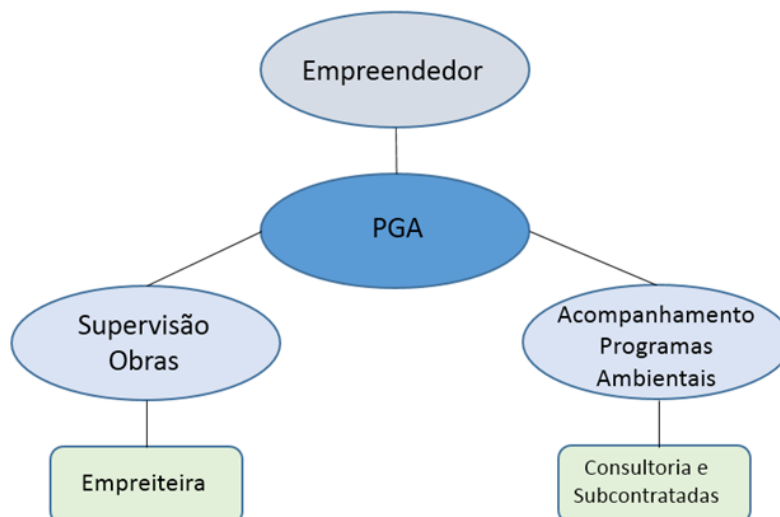 Empreendedor
PGA
Supervisão
Obras
Acompanhamento
Programas
Ambientais
Empreiteira
Consultoria e
Subcontratadas